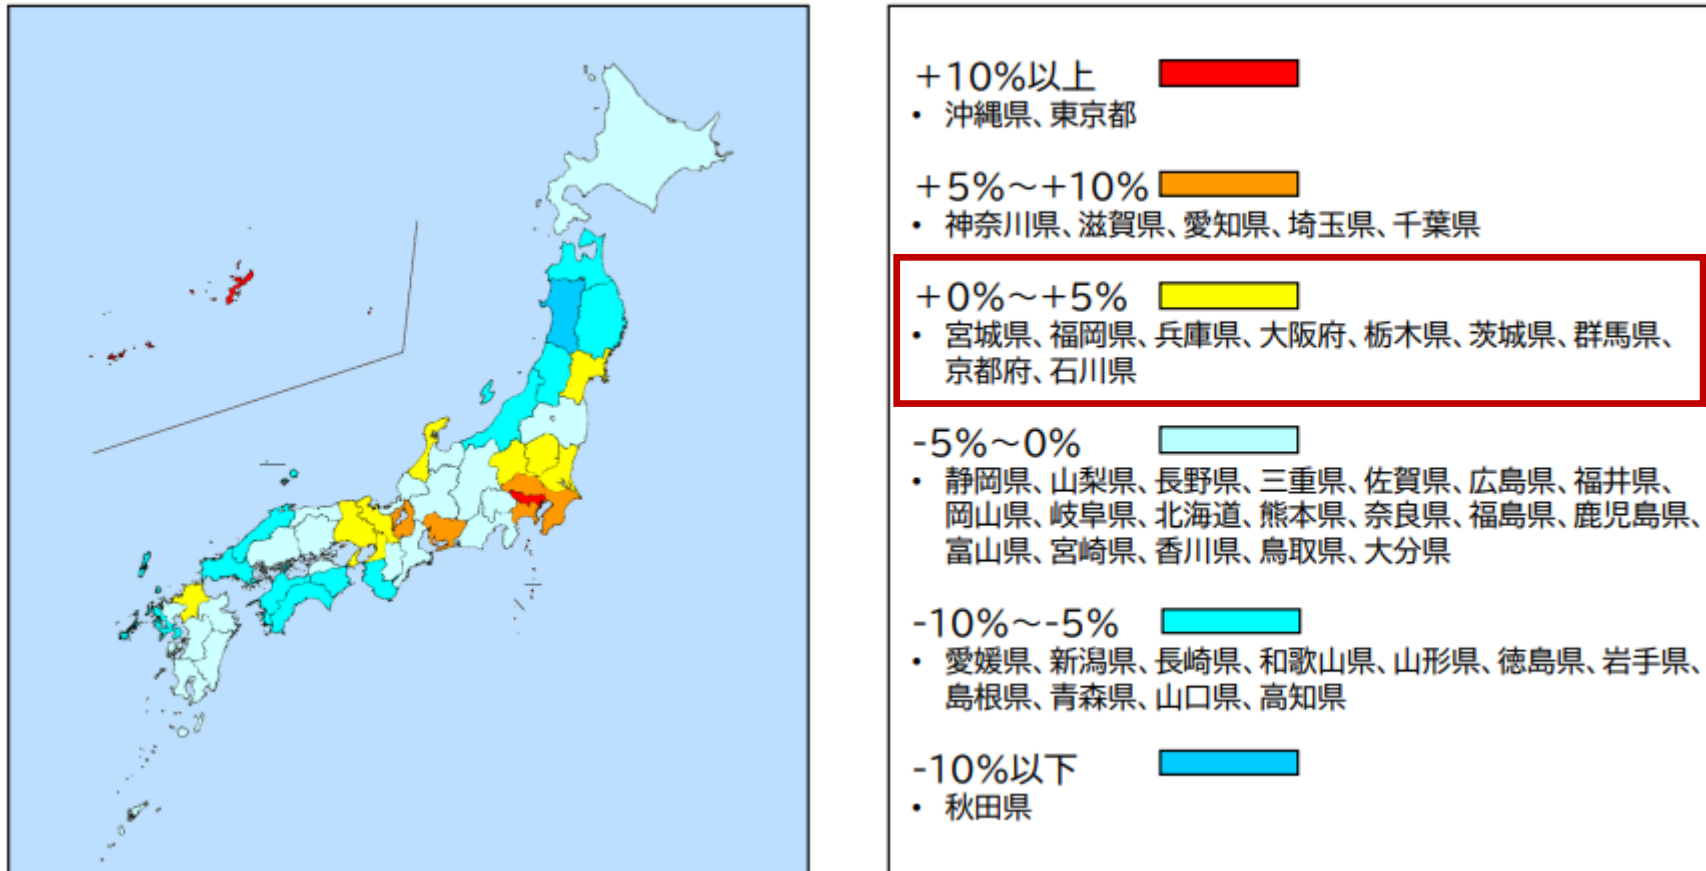 +10%以上
• 沖縄県、東京都
+5%～+10%
• 神奈川県、滋賀県、愛知県、埼玉県、千葉県
+0%～+5%
• 宮城県、福岡県、兵庫県、大阪府、栃木県、茨城県、群馬県、
京都府、石川県
-5%～0%
• 静岡県、山梨県、長野県、三重県、佐賀県、広島県、福井県、
岡山県、岐阜県、北海道、熊本県、奈良県、福島県、鹿児島県、
富山県、宮崎県、香川県、鳥取県、大分県
-10%～-5%
• 愛媛県、新潟県、長崎県、和歌山県、山形県、徳島県、岩手県、
島根県、青森県、山口県、高知県
-10%以下
• 秋田県